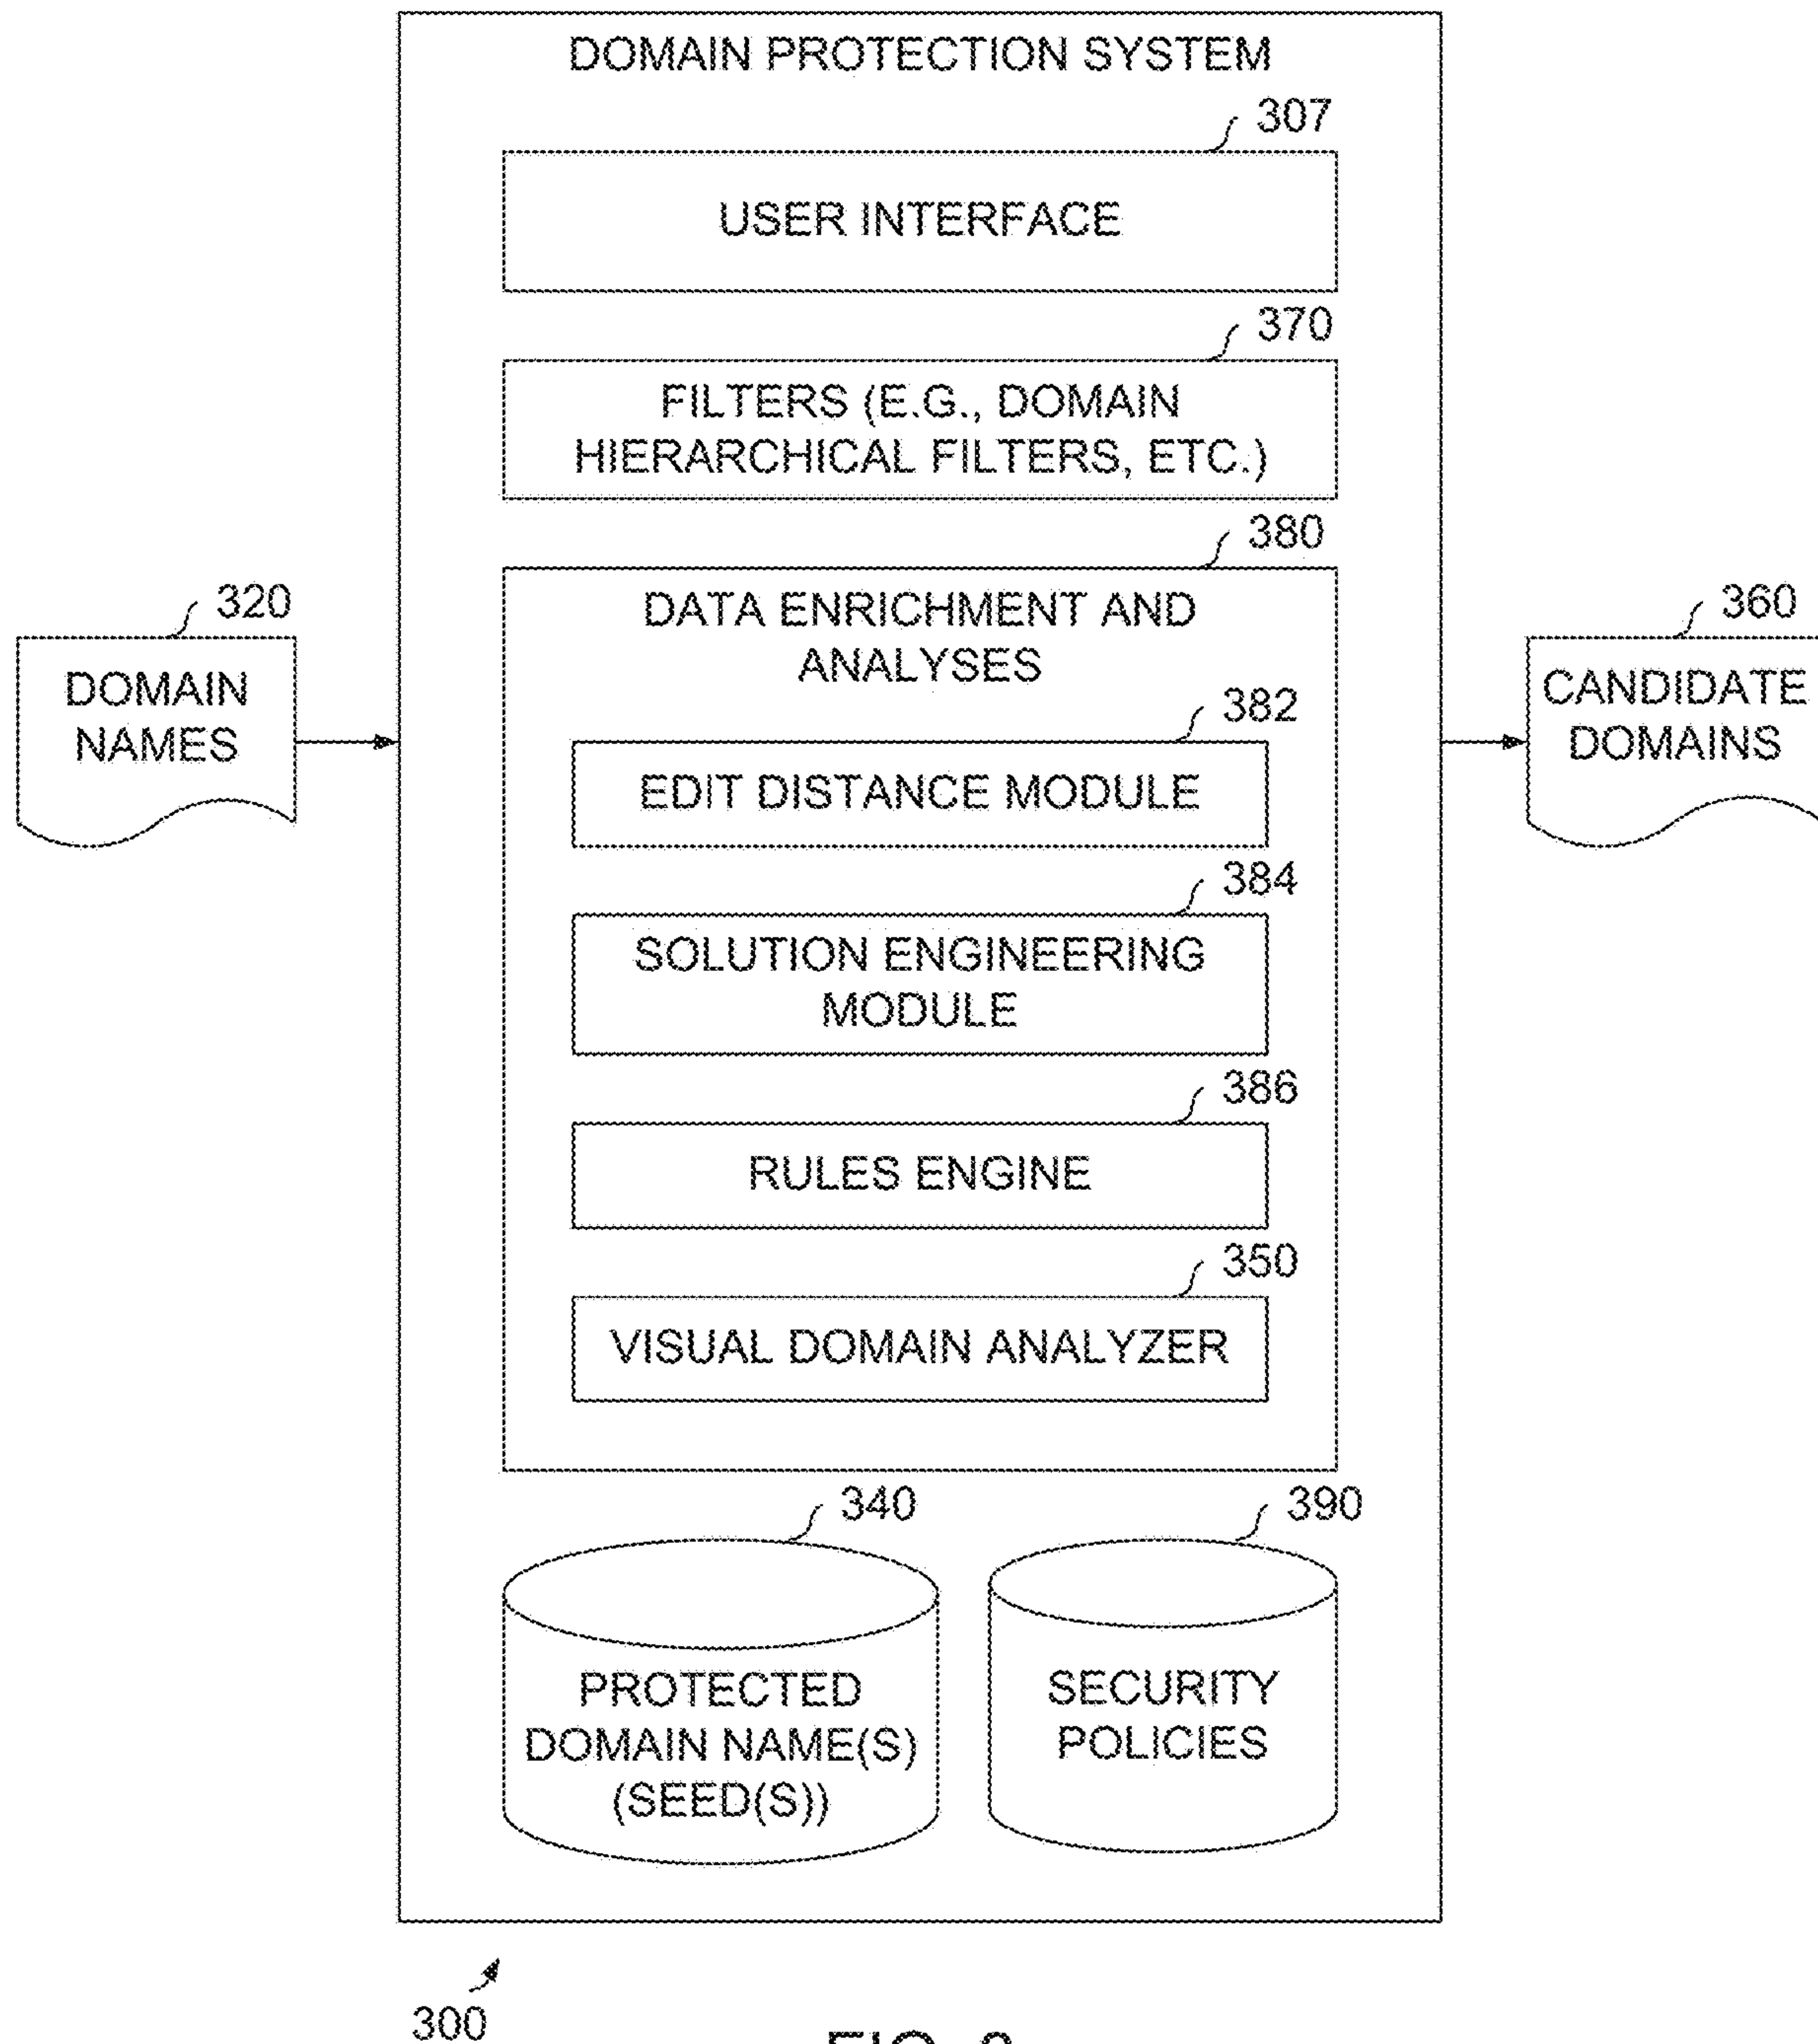 DOMAIN PROTECTION SYSTEM
307
USER INTERFACE
370
FILTERS (E.G., DOMAIN
HIERARCHICAL FILTERS, ETC.)
380
DATA ENRICHMENT AND
ANALYSES
320
DOMAIN
NAMES
360
CANDIDATE
DOMAINS
382
EDIT DISTANCE MODULE
384
SOLUTION ENGINEERING
MODULE
386
RULES ENGINE
350
VISUAL DOMAIN ANALYZER
340
PROTECTED
DOMAIN NAME(S)
(SEED(S))
390
SECURITY
POLICIES
300
FIG.